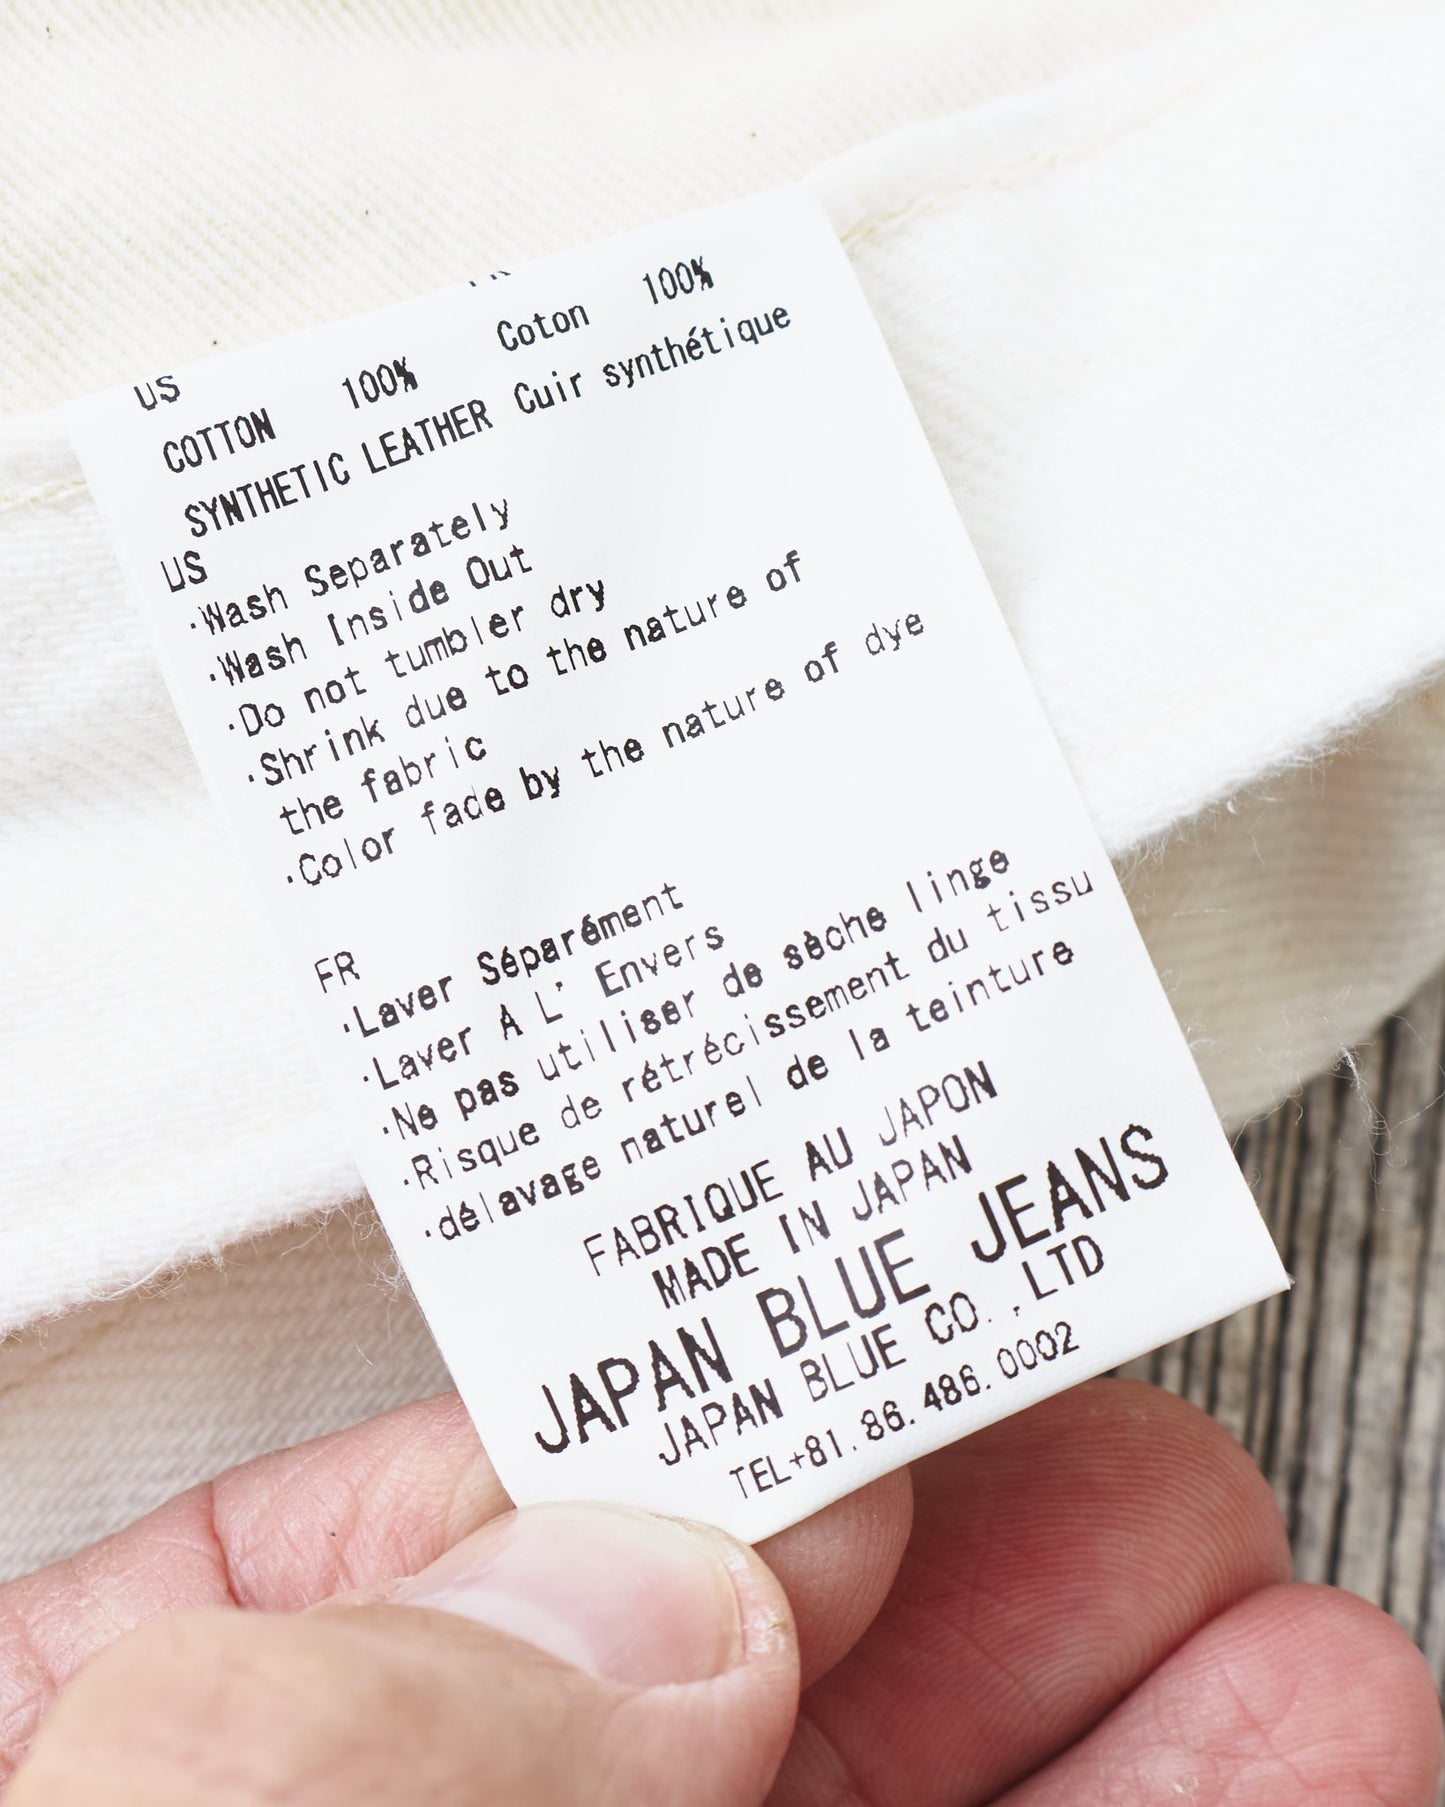 US FR
COTTON 100% Coton 100%
SYNTHETIC LEATHER Cuir synthétique
US
·Wash Separately
·Wash Inside Out
·Do not tumbler dry
·Shrink due to the nature of
the fabric
·Color fade by the nature of dye
FR
·Laver Séparément
·Laver A L' Envers
·Ne pas utiliser de sèche linge
·Risque de rétrécissement du tissu
·délavage naturel de la teinture
FABRIQUE AU JAPON
MADE IN JAPAN
JAPAN BLUE JEANS
JAPAN BLUE CO.,LTD
TEL+81.86.486.0002